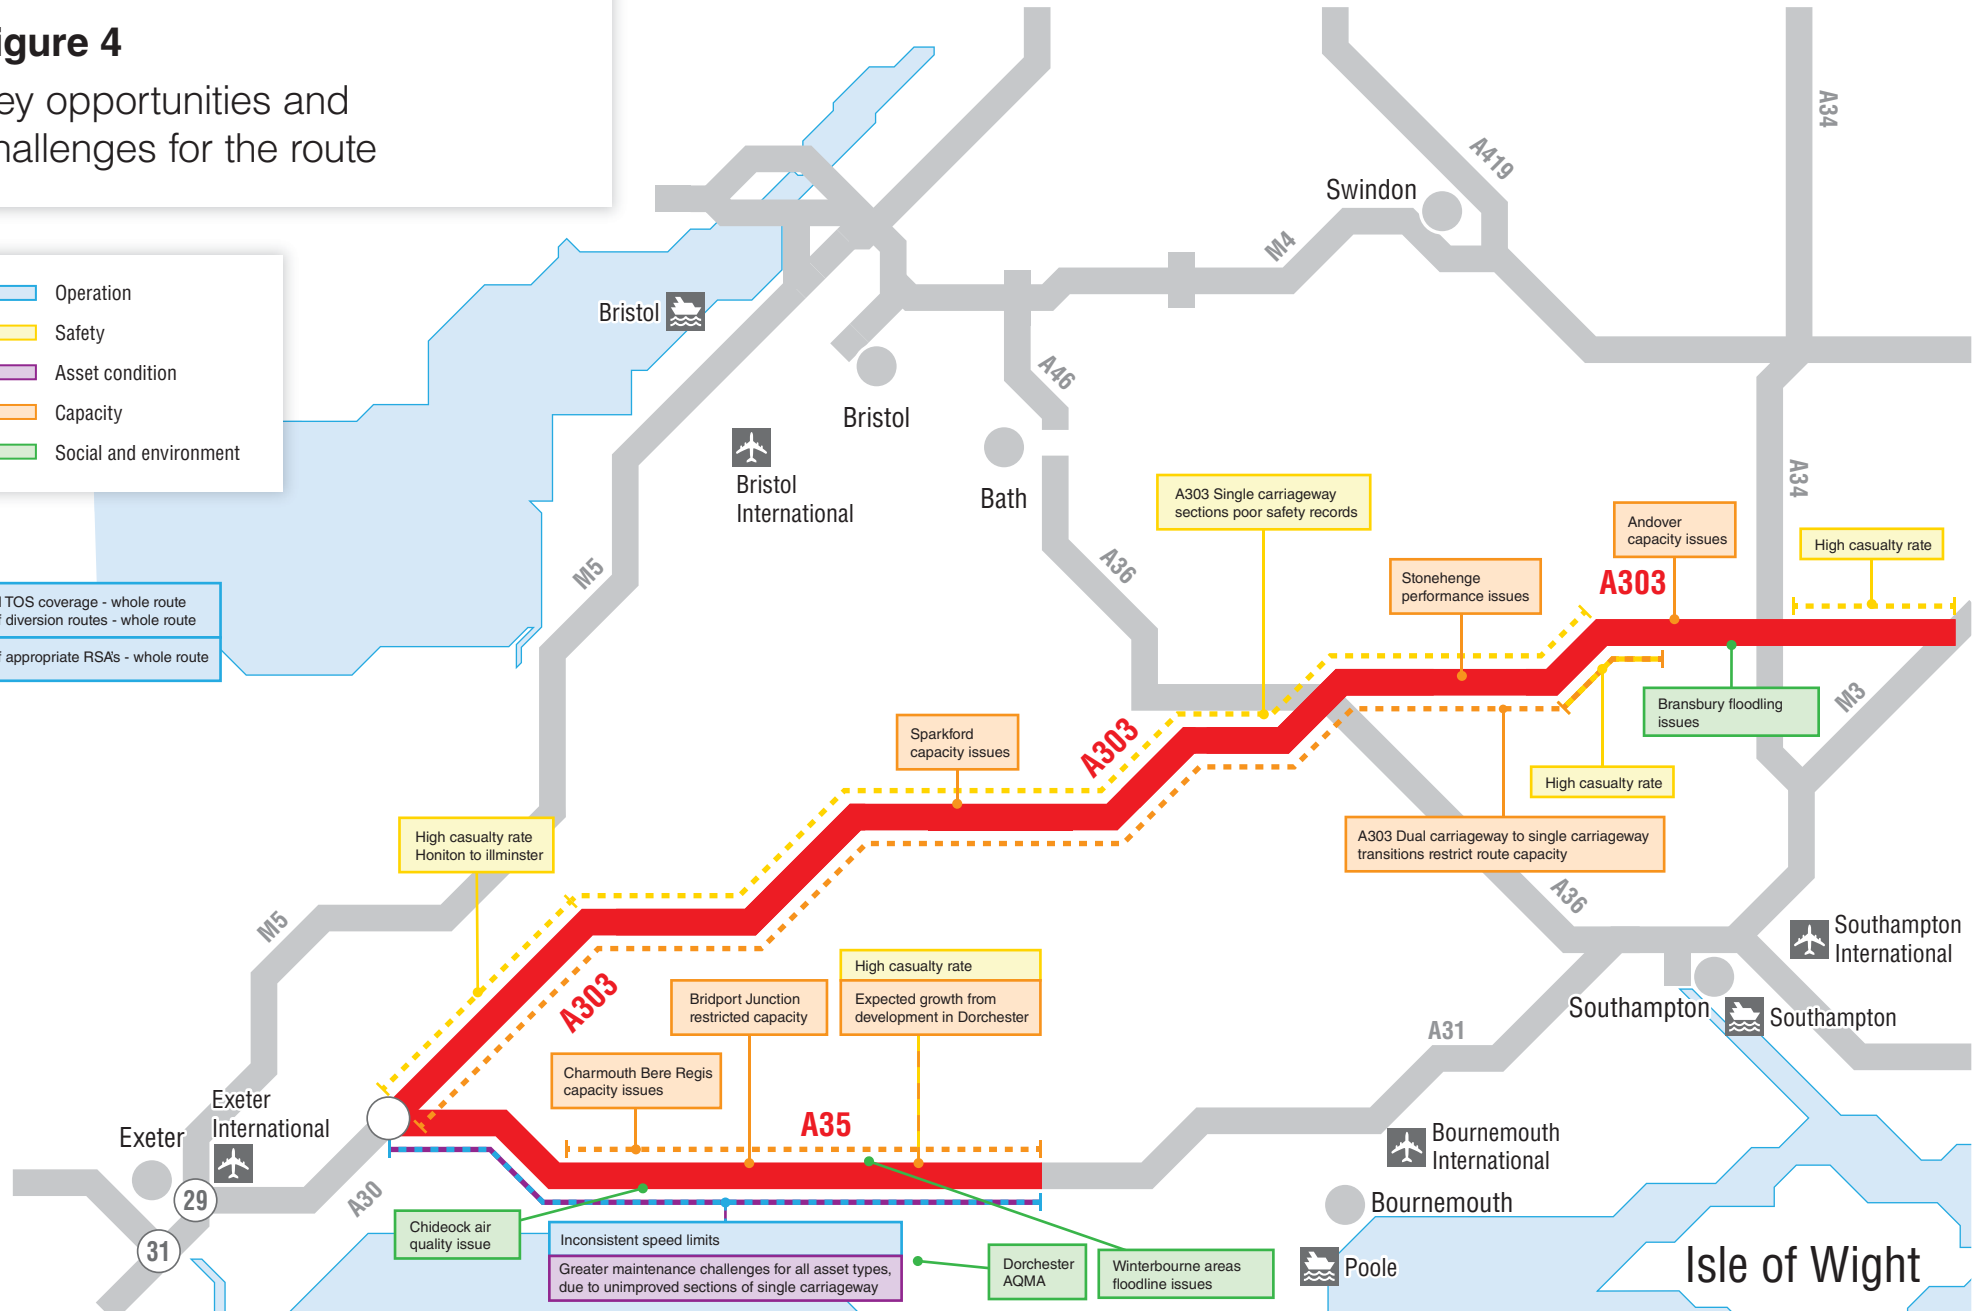 igure 4
ey opportunities and
hallenges for the route
Operation
Safety
Asset condition
Capacity
Social and environment
TOS coverage - whole route
diversion routes - whole route
appropriate RSA's - whole route
A34
A419
Swindon
M4
Bristol
A46
Bristol
Bristol
International
Bath
M5
A36
A34
A303 Single carriageway
sections poor safety records
Andover
capacity issues
High casualty rate
Stonehenge
performance issues
A303
Bransbury floodling
issues
M3
Sparkford
capacity issues
A303
High casualty rate
High casualty rate
Honiton to illminster
A303 Dual carriageway to single carriageway
transitions restrict route capacity
A36
M5
Southampton
International
High casualty rate
Expected growth from
development in Dorchester
Bridport Junction
restricted capacity
A303
Southampton
Southampton
A31
Charmouth Bere Regis
capacity issues
A35
Exeter
International
Exeter
Bournemouth
International
29
A30
Bournemouth
31
Chideock air
quality issue
Inconsistent speed limits
Greater maintenance challenges for all asset types,
due to unimproved sections of single carriageway
Dorchester
AQMA
Winterbourne areas
floodline issues
Poole
Isle of Wight